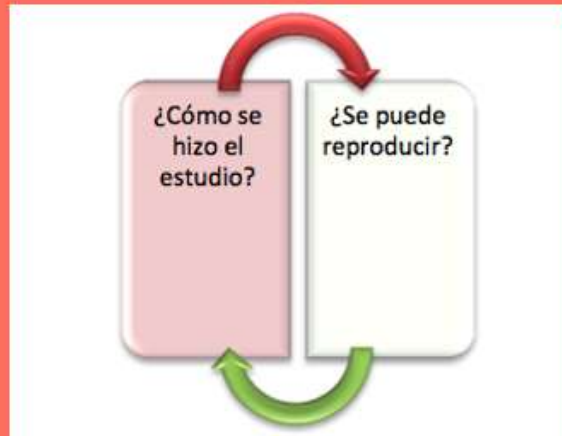 ¿Cómo se
hizo el
estudio?
¿Se puede
reproducir?